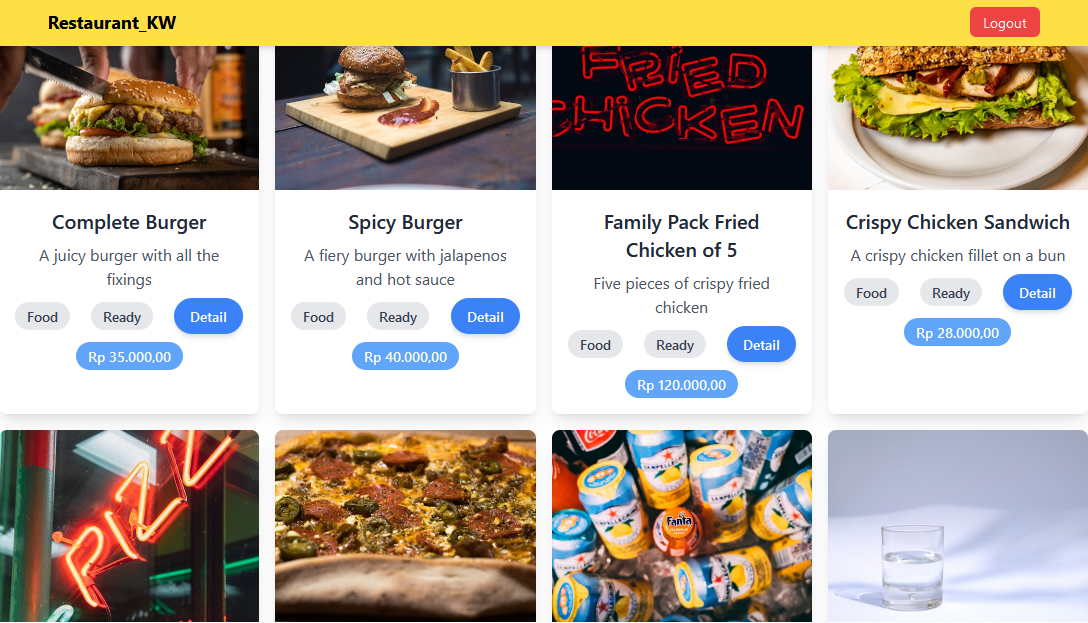 Restaurant_KW
Logout
FRIED
CHICKEN
Complete Burger
A juicy burger with all the
fixings
Food
Ready
Detail
Rp 35.000,00
Spicy Burger
A fiery burger with jalapenos
and hot sauce
Food
Ready
Detail
Rp 40.000,00
Family Pack Fried
Chicken of 5
Five pieces of crispy fried
chicken
Food
Ready
Detail
Rp 120.000,00
Crispy Chicken Sandwich
A crispy chicken fillet on a bun
Food
Ready
Detail
Rp 28.000,00
PIZZ
Fanta
SANPELLEGRINO